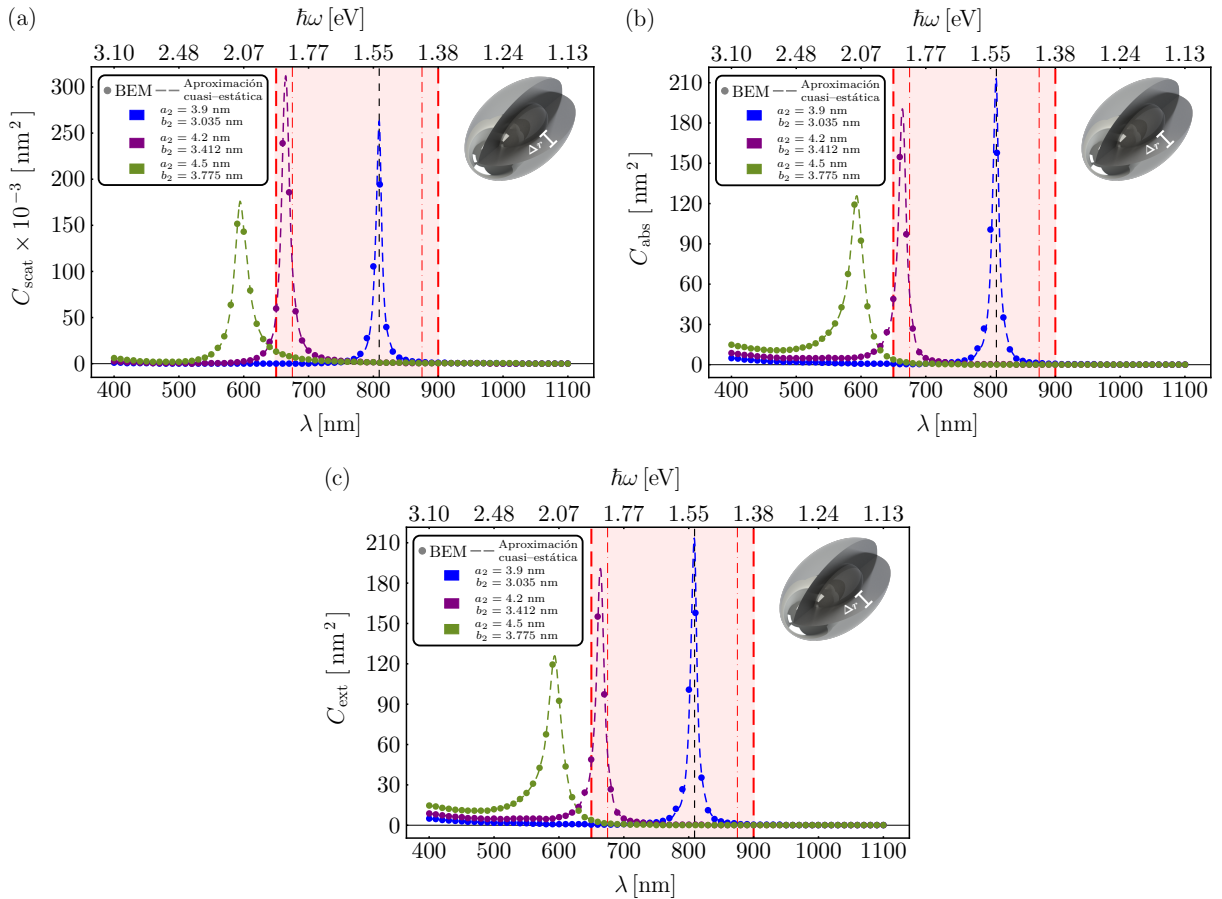 (a)
ħω [eV]
3.10 2.48 2.07 1.77 1.55 1.38 1.24 1.13
BEM Aproximación
cuasi–estática
a₂ = 3.9 nm
b₂ = 3.035 nm
a₂ = 4.2 nm
b₂ = 3.412 nm
a₂ = 4.5 nm
b₂ = 3.775 nm
Δr
C_scat × 10⁻³ [ nm² ]
300
250
200
150
100
50
0
400 500 600 700 800 900 1000 1100
λ [nm]
(b)
ħω [eV]
3.10 2.48 2.07 1.77 1.55 1.38 1.24 1.13
BEM Aproximación
cuasi–estática
a₂ = 3.9 nm
b₂ = 3.035 nm
a₂ = 4.2 nm
b₂ = 3.412 nm
a₂ = 4.5 nm
b₂ = 3.775 nm
Δr
C_abs [ nm² ]
210
180
150
120
90
60
30
0
400 500 600 700 800 900 1000 1100
λ [nm]
(c)
ħω [eV]
3.10 2.48 2.07 1.77 1.55 1.38 1.24 1.13
BEM Aproximación
cuasi–estática
a₂ = 3.9 nm
b₂ = 3.035 nm
a₂ = 4.2 nm
b₂ = 3.412 nm
a₂ = 4.5 nm
b₂ = 3.775 nm
Δr
C_ext [ nm² ]
210
180
150
120
90
60
30
0
400 500 600 700 800 900 1000 1100
λ [nm]